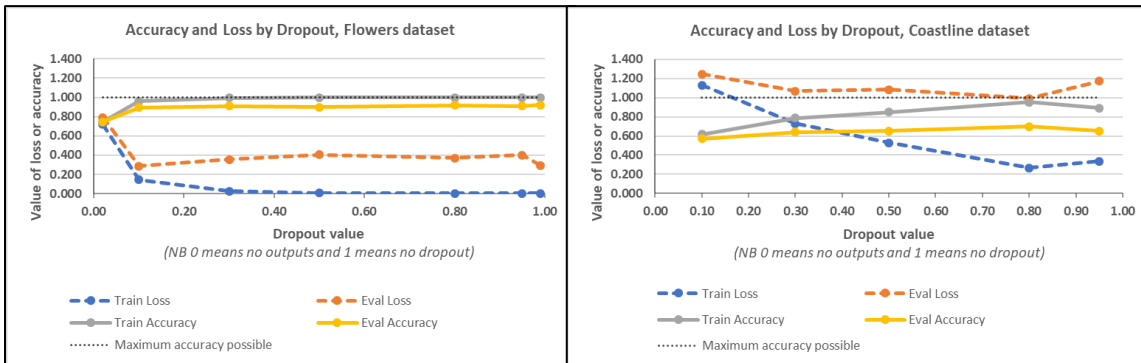 Accuracy and Loss by Dropout, Flowers dataset
Value of loss or accuracy
1.400
1.200
1.000
0.800
0.600
0.400
0.200
0.000
0.00 0.20 0.40 0.60 0.80 1.00
Dropout value
(NB 0 means no outputs and 1 means no dropout)
Train Loss Eval Loss
Train Accuracy Eval Accuracy
Maximum accuracy possible
Accuracy and Loss by Dropout, Coastline dataset
Value of loss or accuracy
1.400
1.200
1.000
0.800
0.600
0.400
0.200
0.000
0.00 0.10 0.20 0.30 0.40 0.50 0.60 0.70 0.80 0.90 1.00
Dropout value
(NB 0 means no outputs and 1 means no dropout)
Train Loss Eval Loss
Train Accuracy Eval Accuracy
Maximum accuracy possible